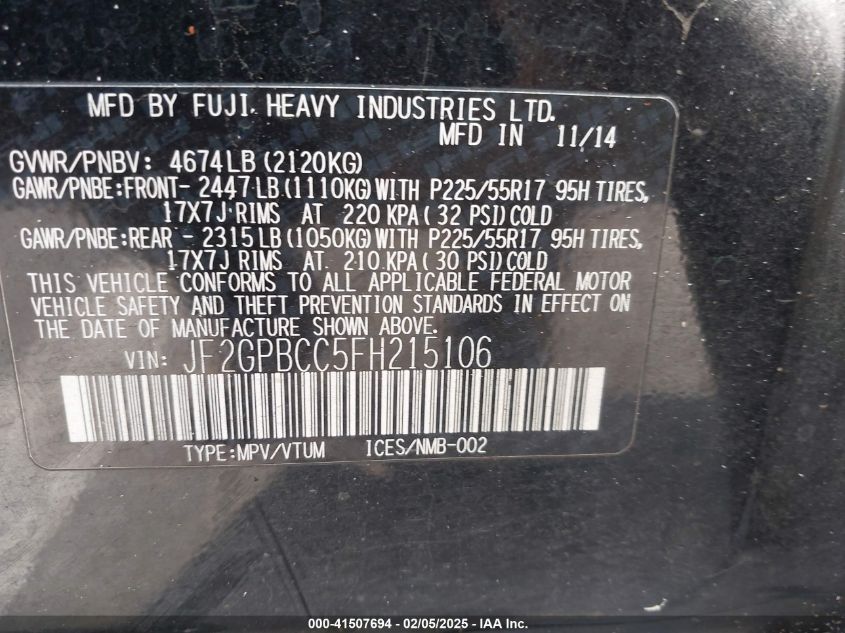 MFD BY FUJI HEAVY INDUSTRIES LTD.
MFD IN 11/14
GVWR/PNBV: 4674LB (2120KG)
GAWR/PNBE:FRONT- 2447 LB (1110KG) WITH P225/55R17 95H TIRES,
17X7J RIMS AT 220 KPA ( 32 PSI) COLD
GAWR/PNBE:REAR - 2315 LB (1050KG) WITH P225/55R17 95H TIRES,
17X7J RIMS AT 210 KPA ( 30 PSI) COLD
THIS VEHICLE CONFORMS TO ALL APPLICABLE FEDERAL MOTOR
VEHICLE SAFETY AND THEFT PREVENTION STANDARDS IN EFFECT ON
THE DATE OF MANUFACTURE SHOWN ABOVE.
VIN: JF2GPBCC5FH215106
TYPE:MPV/VTUM ICES/NMB-002
000-41507694 - 02/05/2025 - IAA Inc.